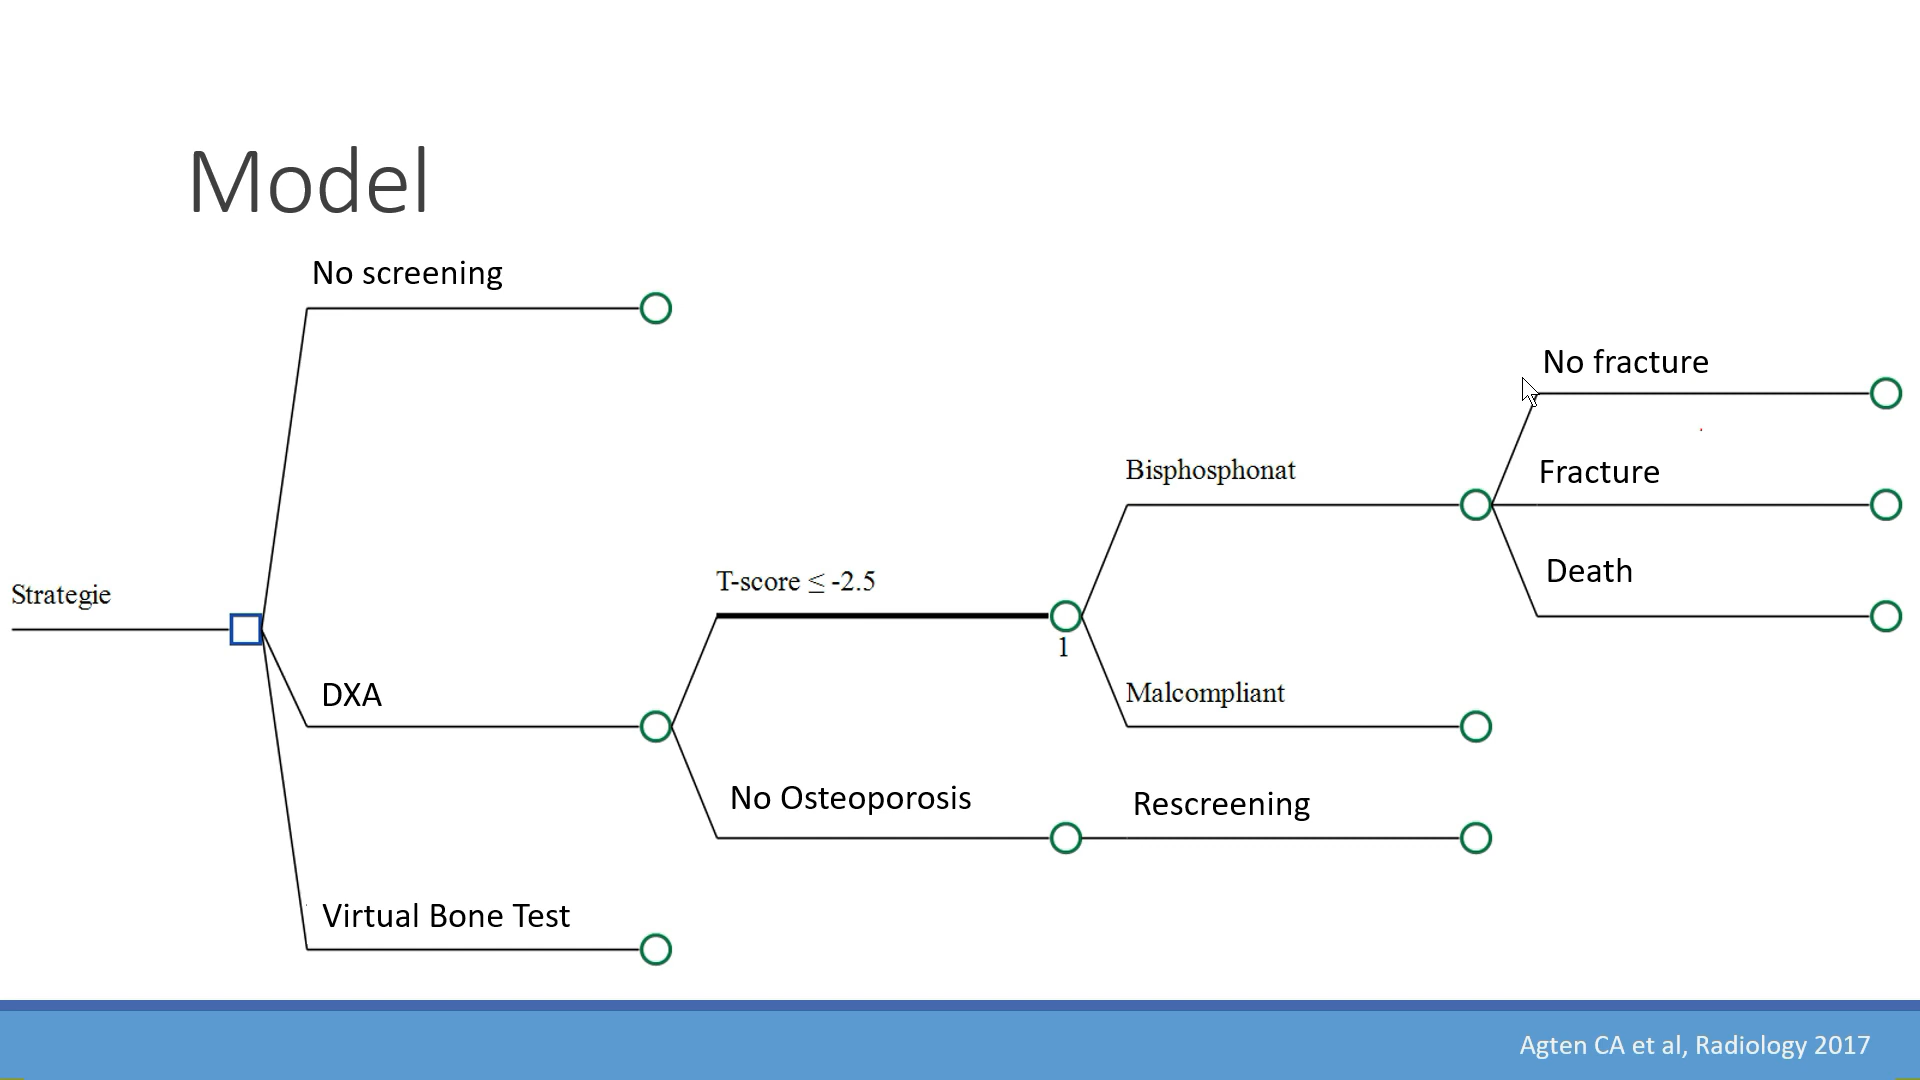 Model
No screening
No fracture
Bisphosphonat
Fracture
Strategie
T-score ≤ -2.5
Death
1
DXA
Malcompliant
No Osteoporosis
Rescreening
Virtual Bone Test
Agten CA et al, Radiology 2017